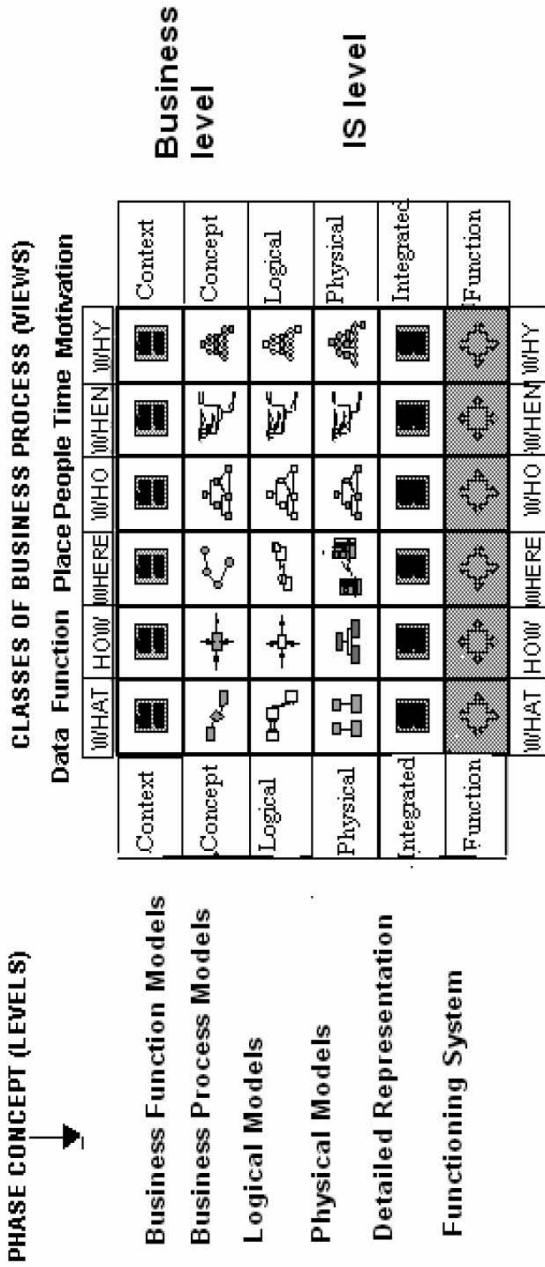 PHASE CONCEPT (LEVELS)
CLASSES OF BUSINESS PROCESS (VIEWS)
Data Function Place People Time Motivation
WHAT HOW WHERE WHO WHEN WHY
Business Function Models Context Context
Business level
Business Process Models Concept Concept
Logical Models Logical Logical
IS level
Physical Models Physical Physical
Detailed Representation Integrated Integrated
Functioning System Function Function
WHAT HOW WHERE WHO WHEN WHY